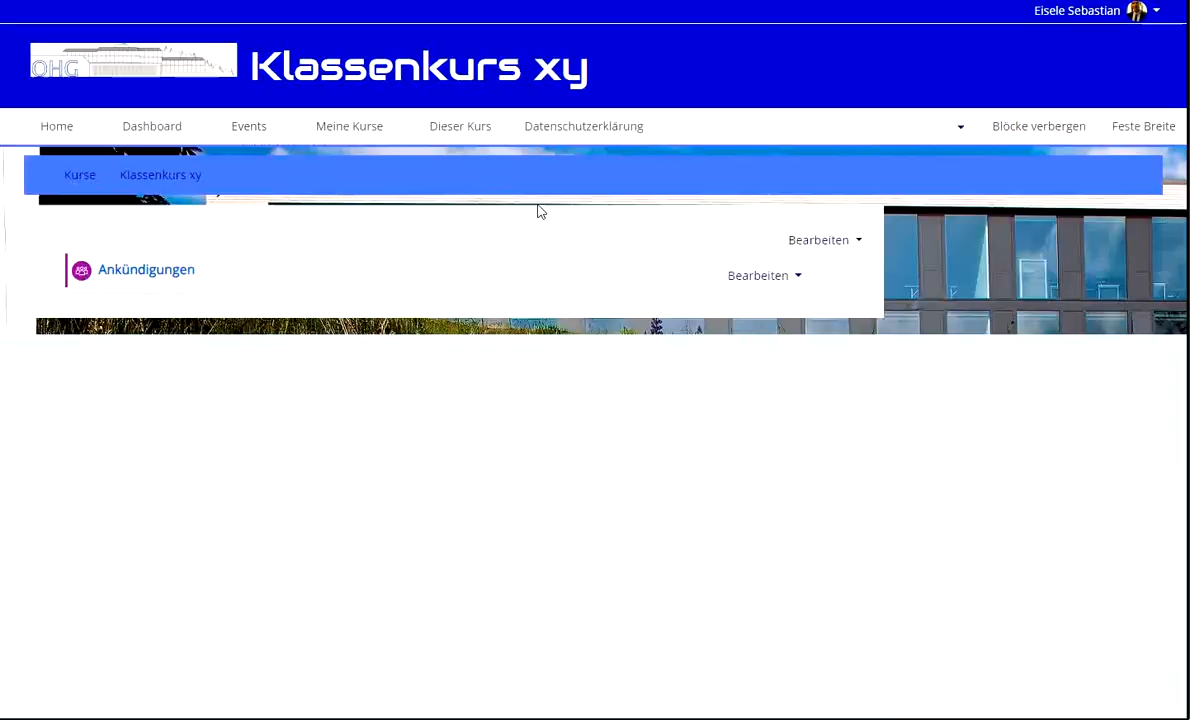 Eisele Sebastian
OHG
Klassenkurs xy
Home Dashboard Events Meine Kurse Dieser Kurs Datenschutzerklärung Blöcke verbergen Feste Breite
Kurse Klassenkurs xy
Bearbeiten
Ankündigungen
Bearbeiten